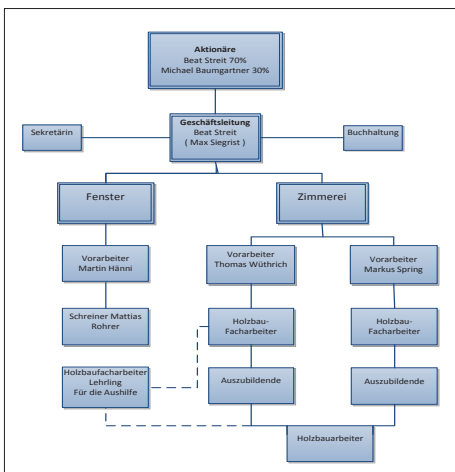 Aktionäre
Beat Streit 70%
Michael Baumgartner 30%
Geschäftsleitung
Beat Streit
( Max Siegrist )
Sekretärin
Buchhaltung
Fenster
Zimmerei
Vorarbeiter
Martin Hänni
Vorarbeiter
Thomas Wüthrich
Vorarbeiter
Markus Spring
Schreiner Mattias
Rohrer
Holzbau-
Facharbeiter
Holzbau-
Facharbeiter
Holzbaufacharbeiter
Lehrling
Für die Aushilfe
Auszubildende
Auszubildende
Holzbauarbeiter